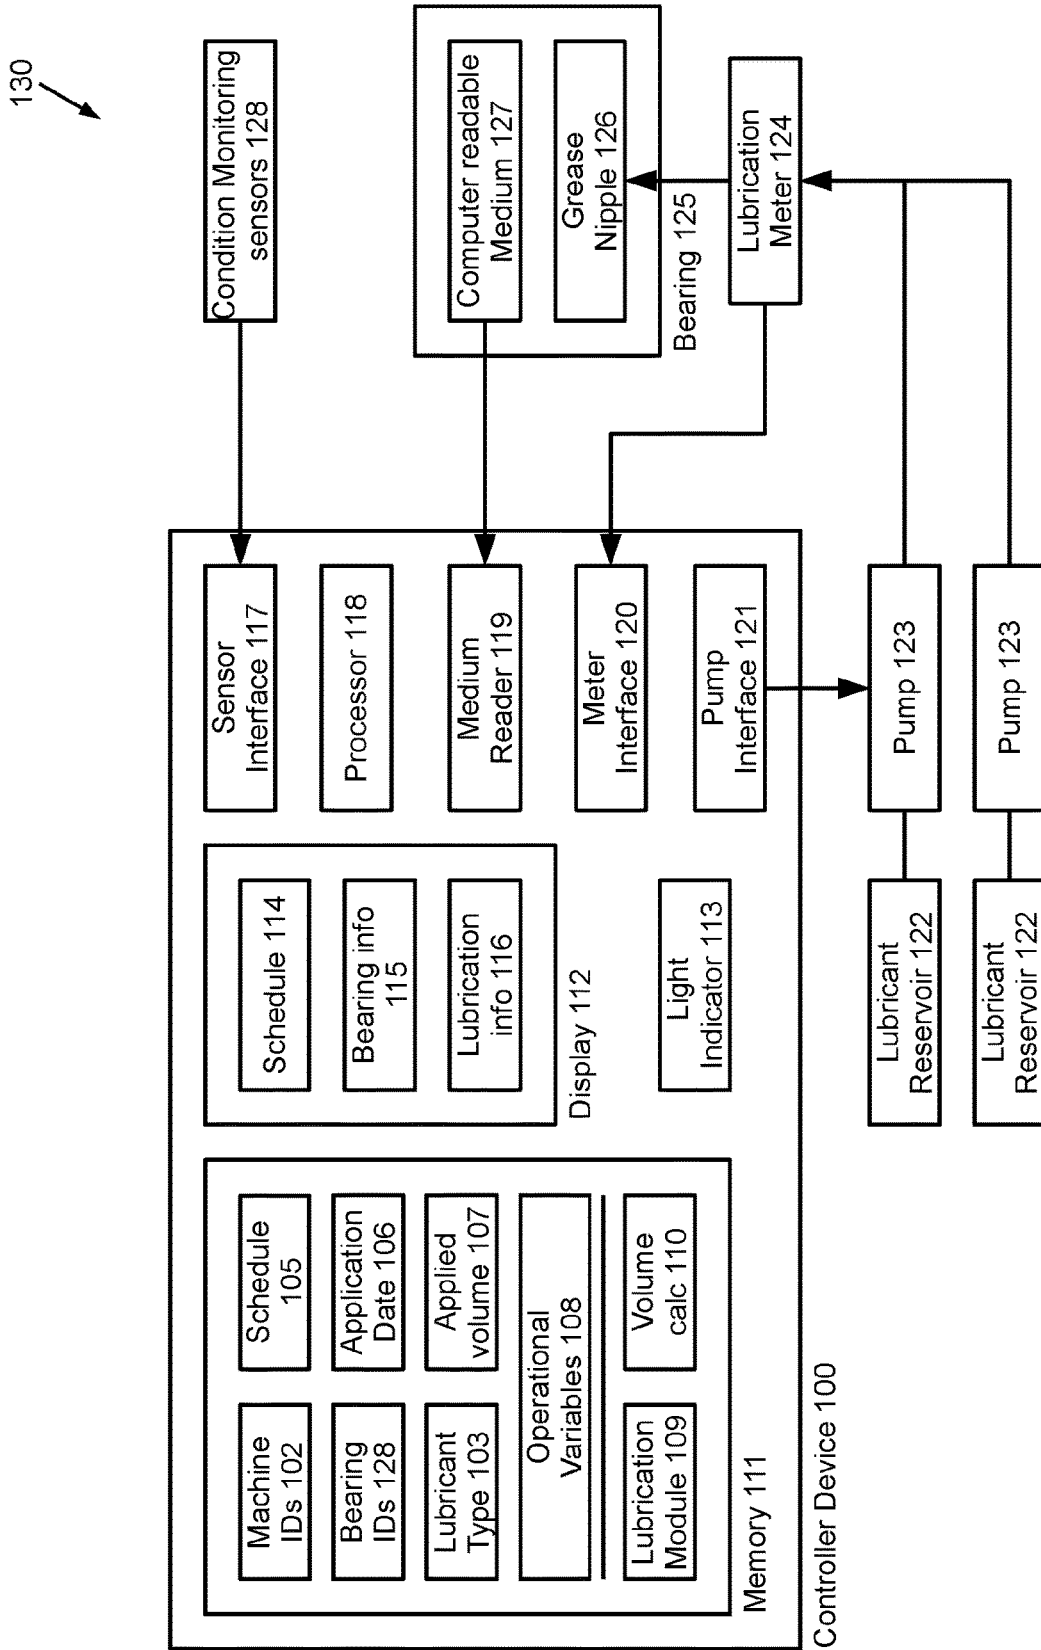 130
Machine
IDs 102
Schedule
105
Bearing
IDs 128
Application
Date 106
Lubricant
Type 103
Applied
volume 107
Operational
Variables 108
Lubrication
Module 109
Volume
calc 110
Memory 111
Schedule 114
Bearing info
115
Lubrication
info 116
Display 112
Light
Indicator 113
Sensor
Interface 117
Processor 118
Medium
Reader 119
Meter
Interface 120
Pump
Interface 121
Controller Device 100
Condition Monitoring
sensors 128
Computer readable
Medium 127
Grease
Nipple 126
Bearing 125
Lubrication
Meter 124
Lubricant
Reservoir 122
Pump 123
Lubricant
Reservoir 122
Pump 123